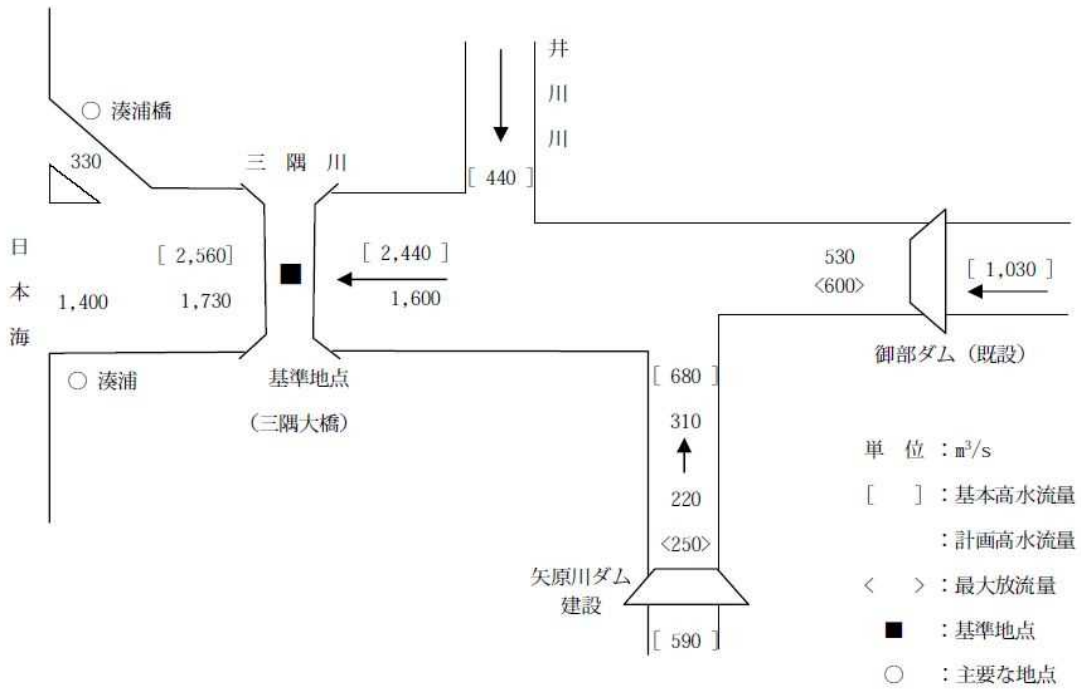 井川川
○ 湊浦橋
330
三隅川
[ 440 ]
日本海
[ 2,560]
[ 2,440 ]
530
<600>
[ 1,030 ]
1,400
1,730
1,600
御部ダム（既設）
○ 湊浦
基準地点
（三隅大橋）
[ 680 ]
310
220
<250>
矢原川ダム
建設
[ 590 ]
単 位 ：m³/s
[ ] ：基本高水流量
：計画高水流量
< > ：最大放流量
■ ：基準地点
○ ：主要な地点